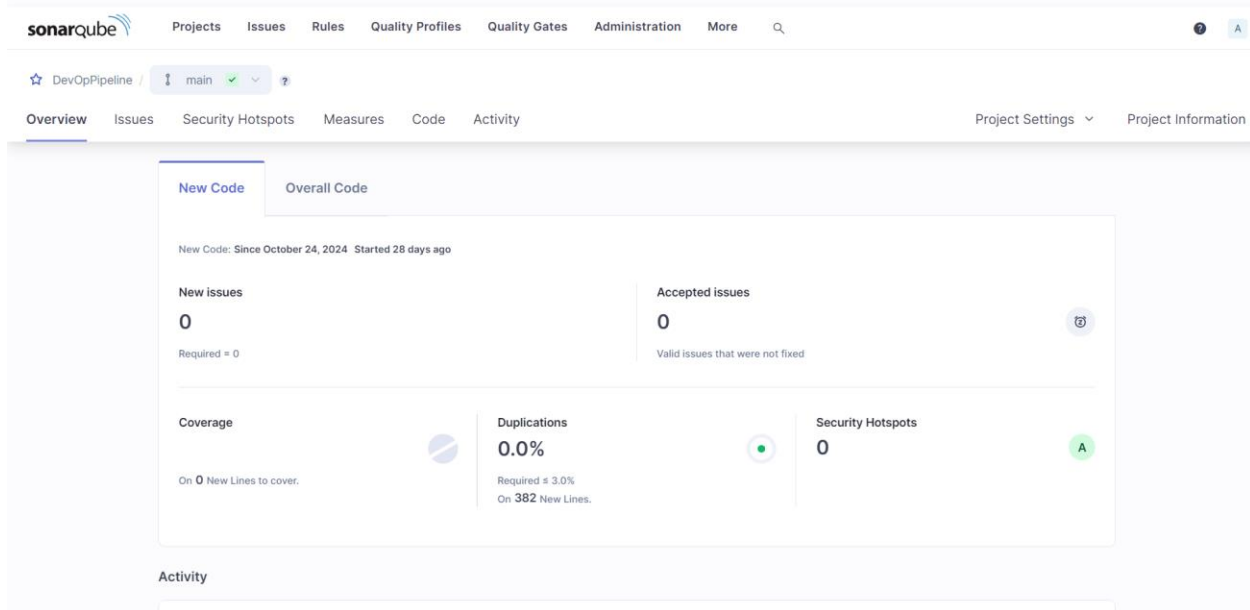 sonarqube Projects Issues Rules Quality Profiles Quality Gates Administration More ? A
DevOpPipeline / main ?
Overview Issues Security Hotspots Measures Code Activity Project Settings Project Information
New Code Overall Code
New Code: Since October 24, 2024 Started 28 days ago
New issues Accepted issues
0 0
Required = 0 Valid issues that were not fixed
Coverage Duplications Security Hotspots
0.0% 0 A
On 0 New Lines to cover. Required ≤ 3.0%
On 382 New Lines.
Activity